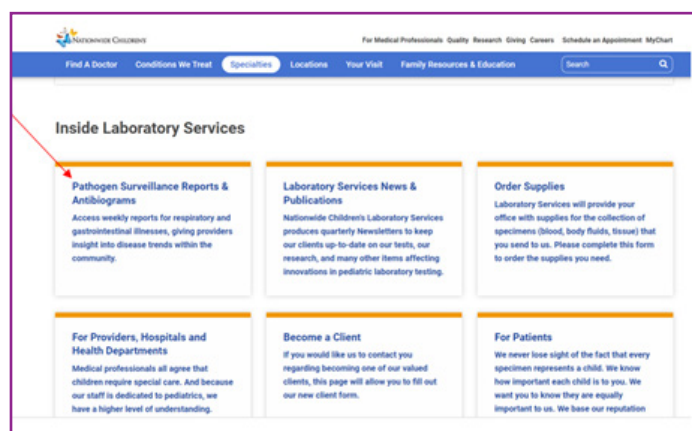 NATIONWIDE CHILDREN'S
For Medical Professionals Quality Research Giving Careers Schedule an Appointment MyChart
Find A Doctor Conditions We Treat Specialties Locations Your Visit Family Resources & Education Search
Inside Laboratory Services
Pathogen Surveillance Reports &
Antibiograms
Access weekly reports for respiratory and
gastrointestinal illnesses, giving providers
insight into disease trends within the
community.
Laboratory Services News &
Publications
Nationwide Children's Laboratory Services
produces quarterly Newsletters to keep
our clients up-to-date on our tests, our
research, and many other items affecting
innovations in pediatric laboratory testing.
Order Supplies
Laboratory Services will provide your
office with supplies for the collection of
specimens (blood, body fluids, tissue) that
you send to us. Please complete this form
to order the supplies you need.
For Providers, Hospitals and
Health Departments
Medical professionals all agree that
children require special care. And because
our staff is dedicated to pediatrics, we
have a higher level of understanding.
Become a Client
If you would like us to contact you
regarding becoming one of our valued
clients, this page will allow you to fill out
our new client form.
For Patients
We never lose sight of the fact that every
specimen represents a child. We know
how important each child is to you. We
want you to know they are equally
important to us. We base our reputation